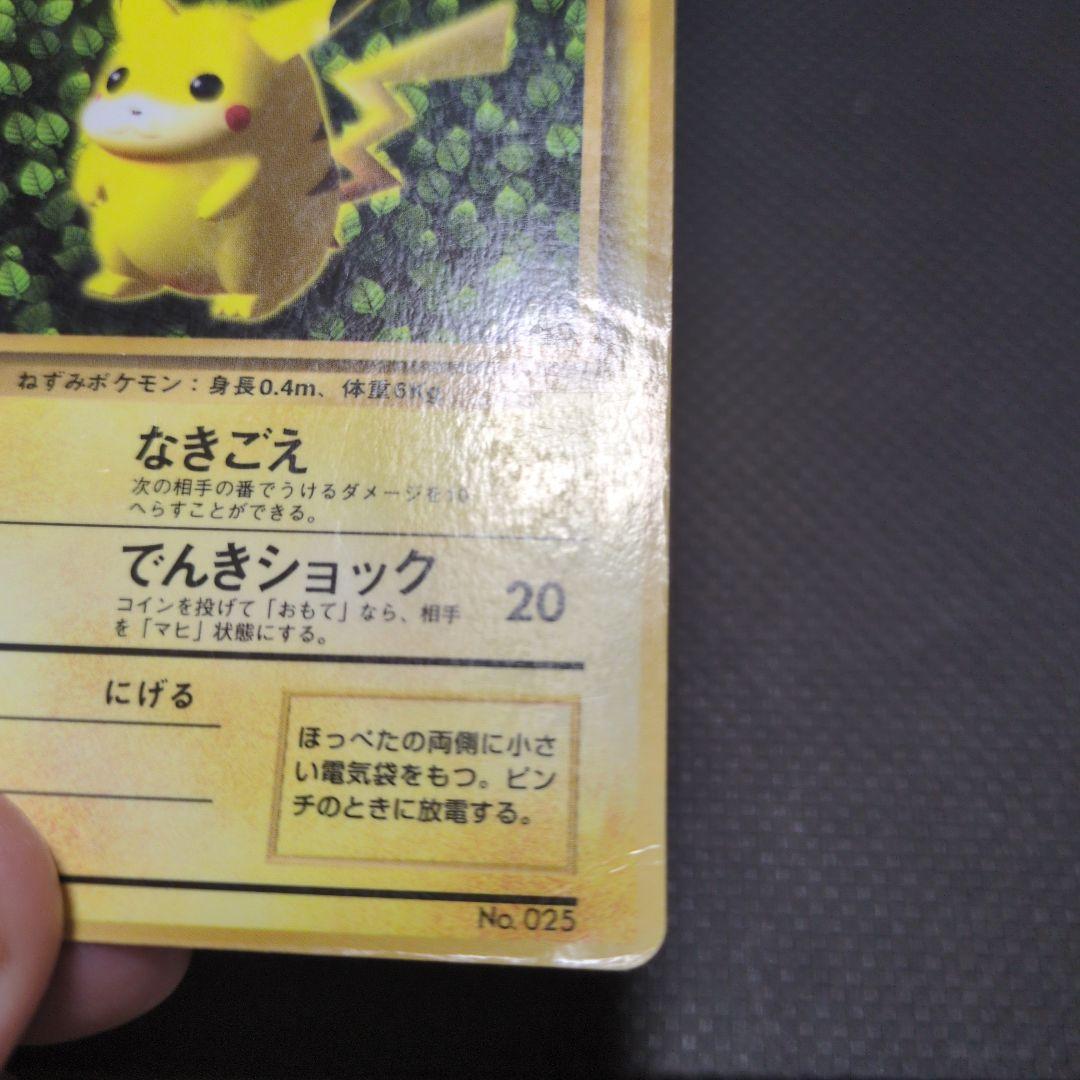 ねずみポケモン：身長0.4m、体重6Kg
なきごえ
次の相手の番でうけるダメージを10
へらすことができる。
でんきショック 20
コインを投げて「おもて」なら、相手
を「マヒ」状態にする。
にげる
ほっぺたの両側に小さ
い電気袋をもつ。ピン
チのときに放電する。
No. 025